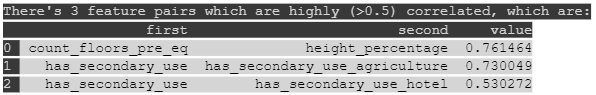 There's 3 feature pairs which are highly (>0.5) correlated, which are:
first second value
0 count_floors_pre_eq height_percentage 0.761464
1 has_secondary_use has_secondary_use_agriculture 0.730049
2 has_secondary_use has_secondary_use_hotel 0.530272